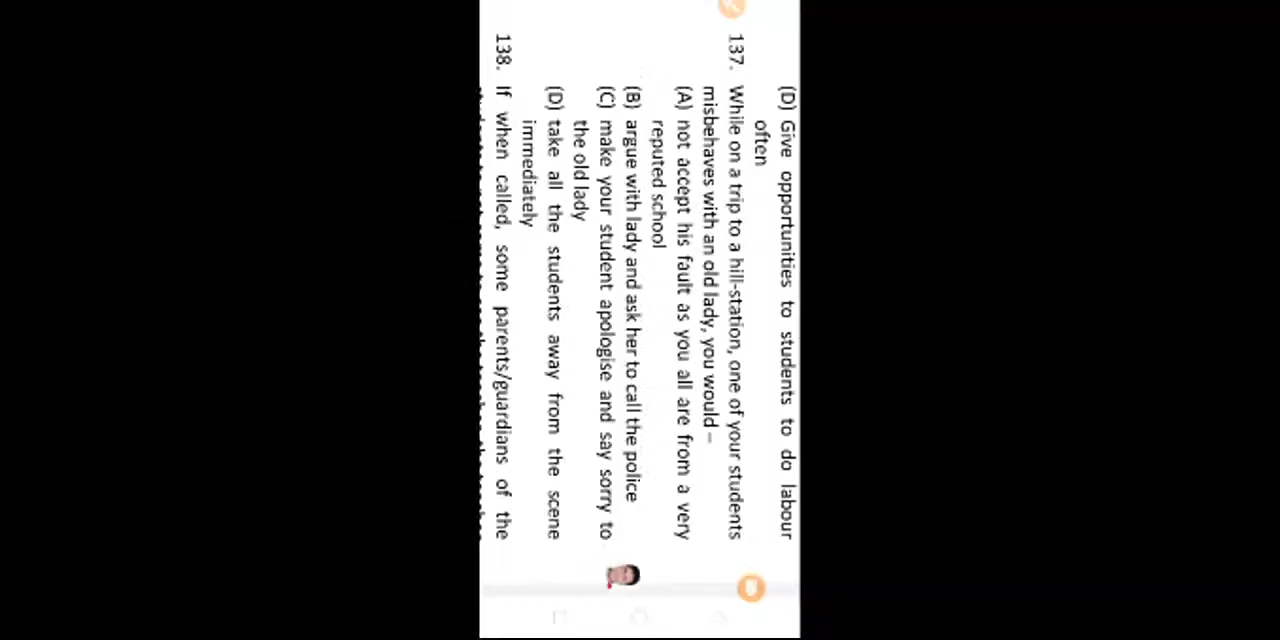 (D) Give opportunities to students to do labour
often
137. While on a trip to a hill-station, one of your students
misbehaves with an old lady, you would –
(A) not accept his fault as you all are from a very
reputed school
(B) argue with lady and ask her to call the police
(C) make your student apologise and say sorry to
the old lady
(D) take all the students away from the scene
immediately
138. If when called, some parents/guardians of the